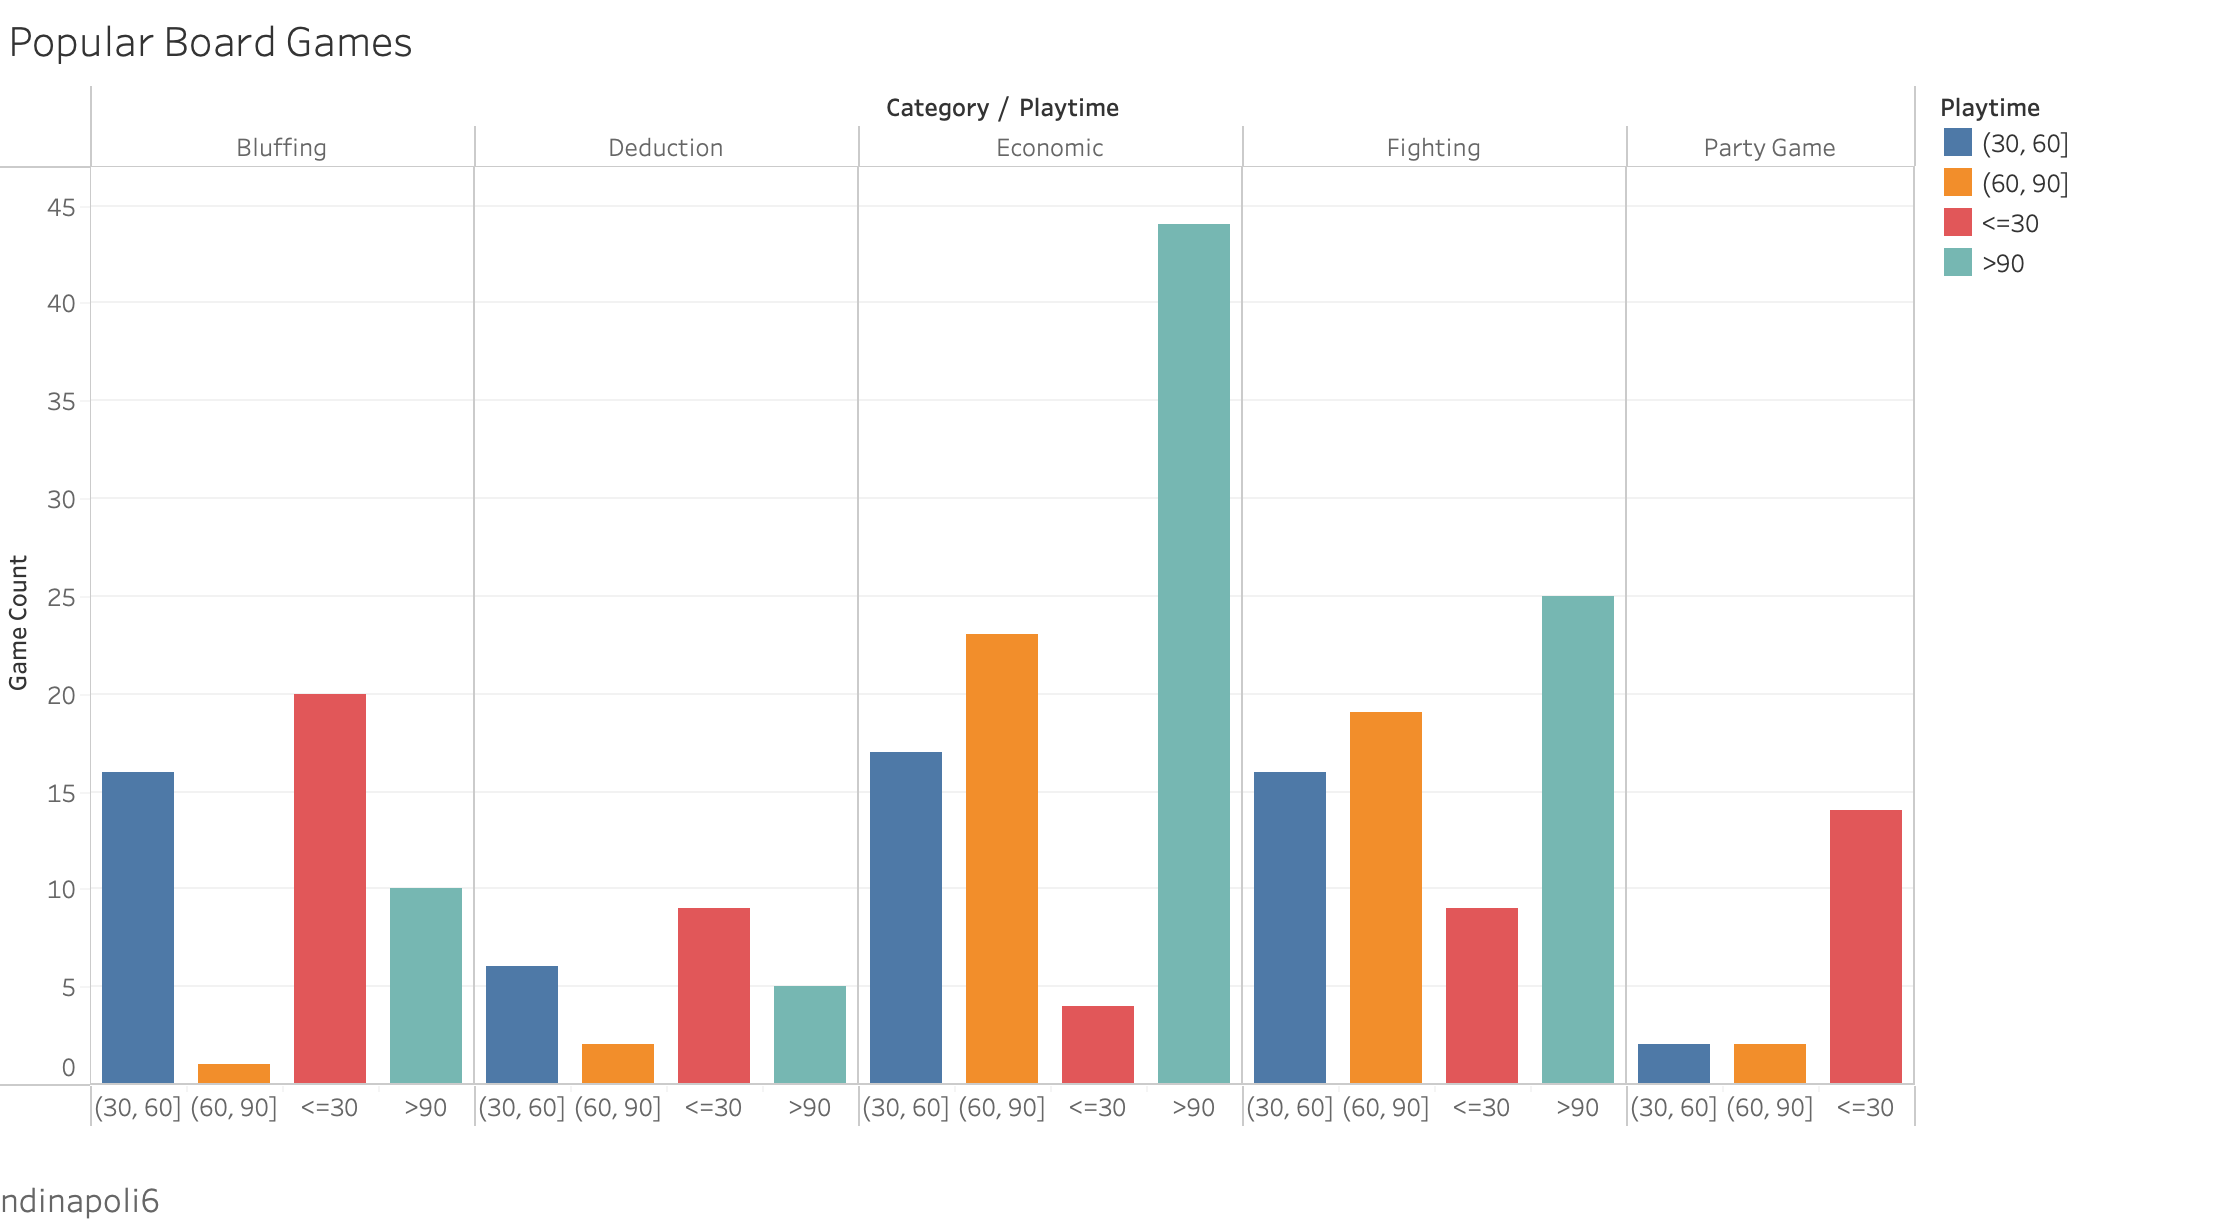 Popular Board Games
Category / Playtime
Bluffing Deduction Economic Fighting Party Game
Playtime
(30, 60]
(60, 90]
<=30
>90
Game Count
45
40
35
30
25
20
15
10
5
0
(30, 60] (60, 90] <=30 >90 (30, 60] (60, 90] <=30 >90 (30, 60] (60, 90] <=30 >90 (30, 60] (60, 90] <=30 >90 (30, 60] (60, 90] <=30
ndinapoli6